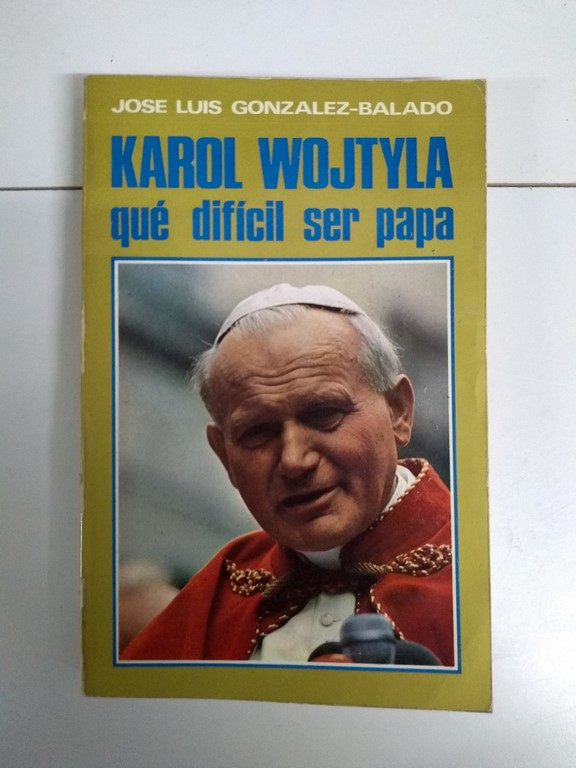 JOSE LUIS GONZALEZ-BALADO
KAROL WOJTYLA
qué difícil ser papa